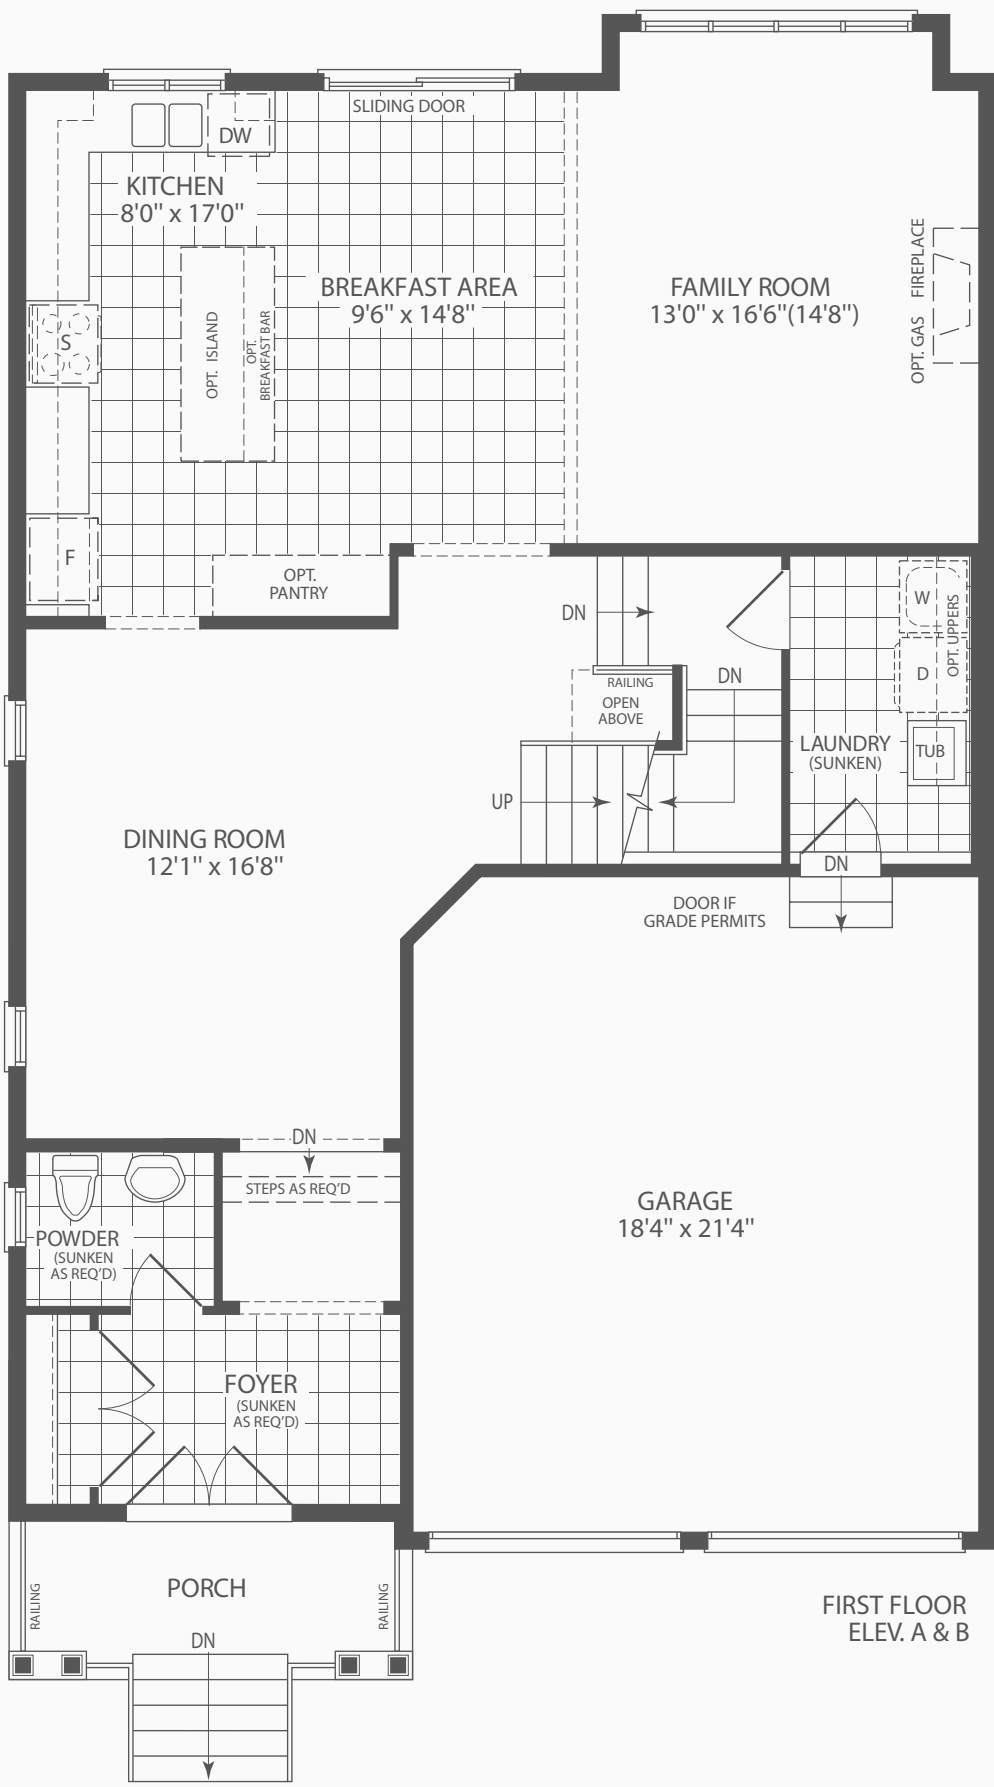 SLIDING DOOR
DW
KITCHEN
8'0" x 17'0"
BREAKFAST AREA
9'6" x 14'8"
FAMILY ROOM
13'0" x 16'6"(14'8")
OPT. GAS FIREPLACE
S
OPT. ISLAND
OPT.
BREAKFAST BAR
F
OPT.
PANTRY
DN
W
D
OPT. UPPERS
DN
RAILING
OPEN
ABOVE
LAUNDRY
(SUNKEN)
TUB
UP
DINING ROOM
12'1" x 16'8"
DN
DOOR IF
GRADE PERMITS
DN
STEPS AS REQ'D
POWDER
(SUNKEN
AS REQ'D)
GARAGE
18'4" x 21'4"
FOYER
(SUNKEN
AS REQ'D)
PORCH
RAILING
RAILING
DN
FIRST FLOOR
ELEV. A & B